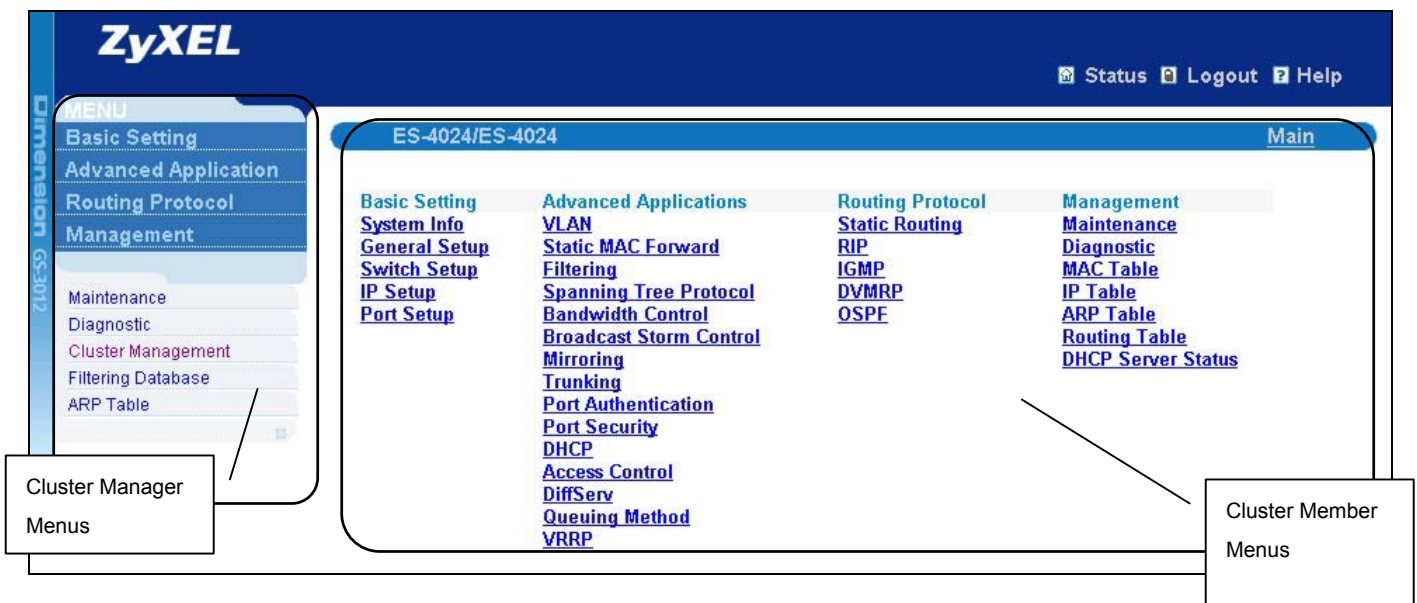 ZyXEL
Status Logout Help
Dimension GS-3012
MENU
Basic Setting
Advanced Application
Routing Protocol
Management
Maintenance
Diagnostic
Cluster Management
Filtering Database
ARP Table
Cluster Manager
Menus
ES-4024/ES-4024 Main
Basic Setting
System Info
General Setup
Switch Setup
IP Setup
Port Setup
Advanced Applications
VLAN
Static MAC Forward
Filtering
Spanning Tree Protocol
Bandwidth Control
Broadcast Storm Control
Mirroring
Trunking
Port Authentication
Port Security
DHCP
Access Control
DiffServ
Queuing Method
VRRP
Routing Protocol
Static Routing
RIP
IGMP
DVMRP
OSPF
Management
Maintenance
Diagnostic
MAC Table
IP Table
ARP Table
Routing Table
DHCP Server Status
Cluster Member
Menus